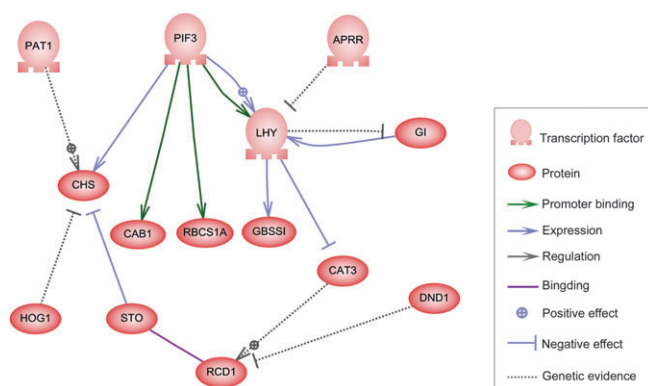 PAT1
PIF3
APRR
LHY
GI
CHS
CAB1
RBCS1A
GBSSI
CAT3
DND1
HOG1
STO
RCD1
Transcription factor
Protein
Promoter binding
Expression
Regulation
Bingding
Positive effect
Negative effect
Genetic evidence